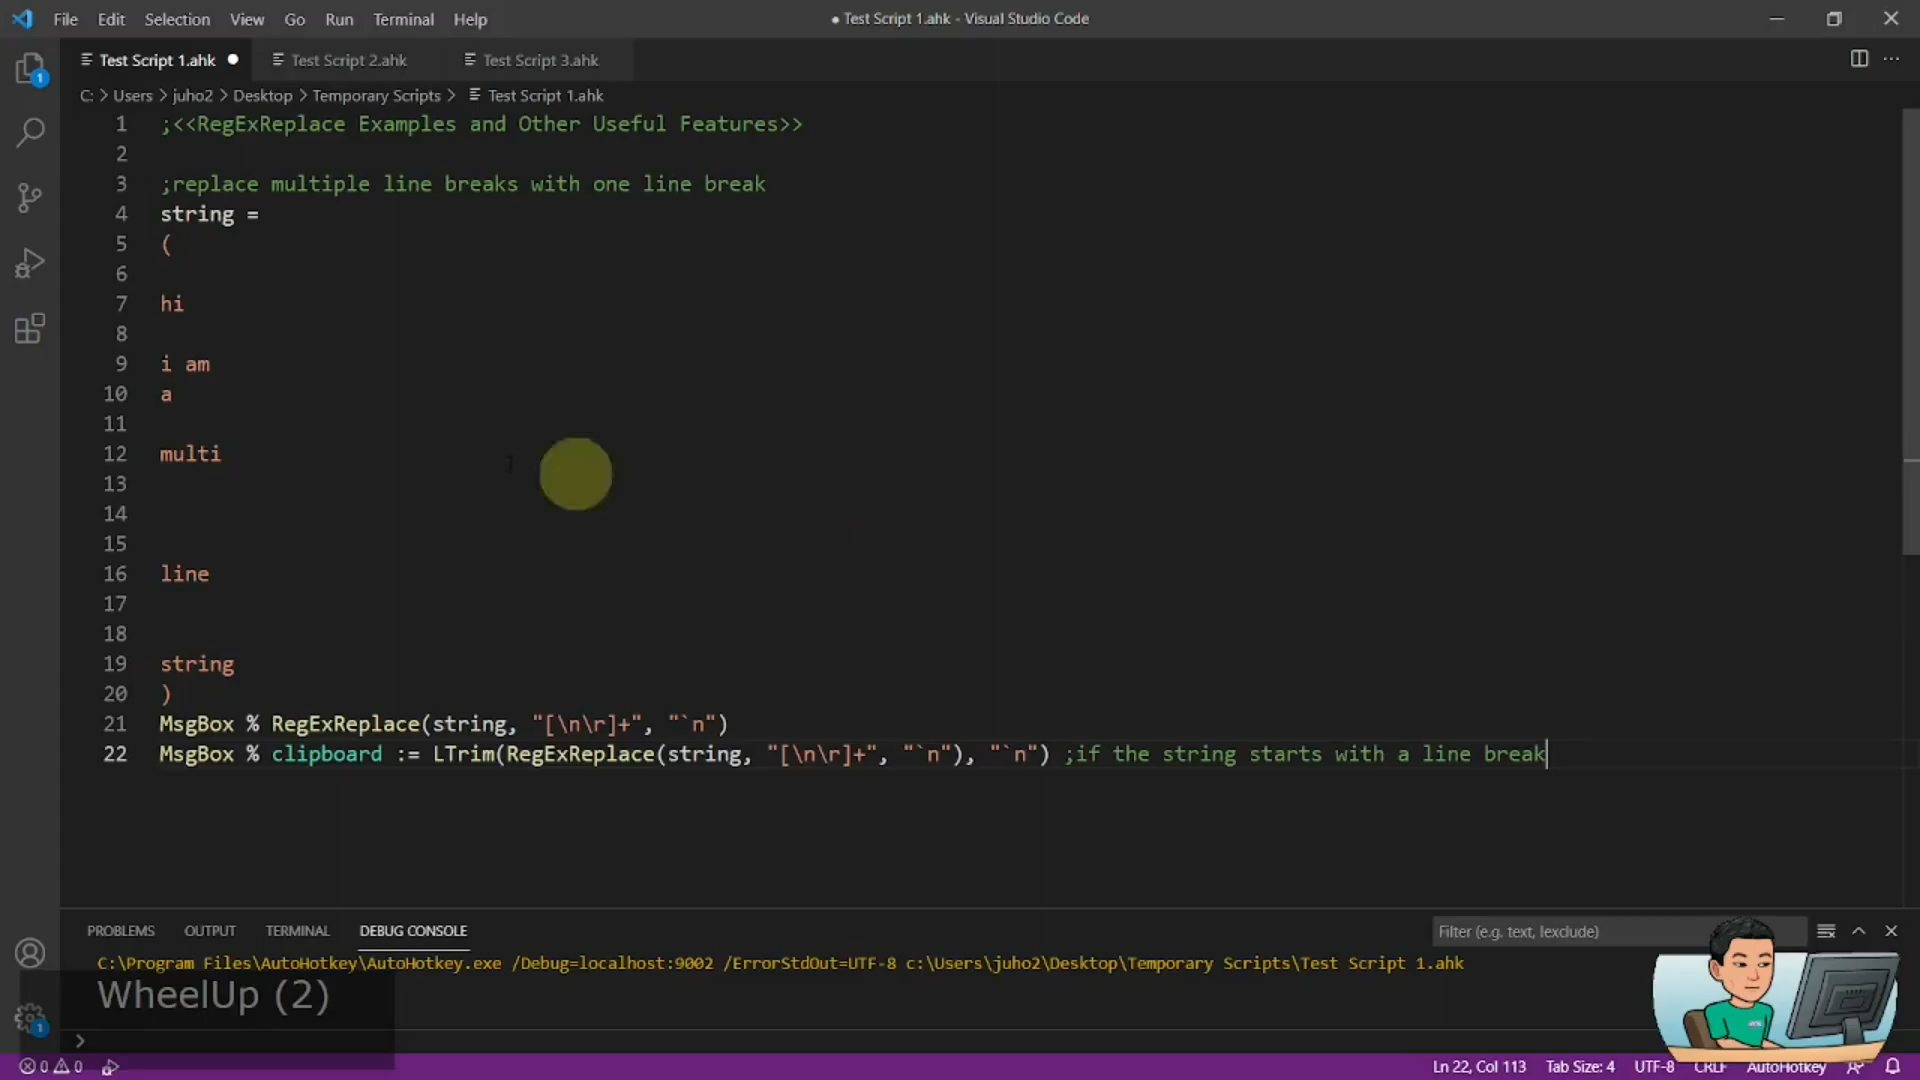 File Edit Selection View Go Run Terminal Help
● Test Script 1.ahk - Visual Studio Code
Test Script 1.ahk Test Script 2.ahk Test Script 3.ahk
C: > Users > juho2 > Desktop > Temporary Scripts > Test Script 1.ahk
1 ;<<RegExReplace Examples and Other Useful Features>>
2
3 ;replace multiple line breaks with one line break
4 string =
5 (
6
7 hi
8
9 i am
10 a
11
12 multi
13
14
15
16 line
17
18
19 string
20 )
21 MsgBox % RegExReplace(string, "[\n\r]+", "`n")
22 MsgBox % clipboard := LTrim(RegExReplace(string, "[\n\r]+", "`n"), "`n") ;if the string starts with a line break
PROBLEMS OUTPUT TERMINAL DEBUG CONSOLE
Filter (e.g. text, !exclude)
C:\Program Files\AutoHotkey\AutoHotkey.exe /Debug=localhost:9002 /ErrorStdOut=UTF-8 c:\Users\juho2\Desktop\Temporary Scripts\Test Script 1.ahk
WheelUp (2)
>
0 0
Ln 22, Col 113 Tab Size: 4 UTF-8 CRLF AutoHotkey